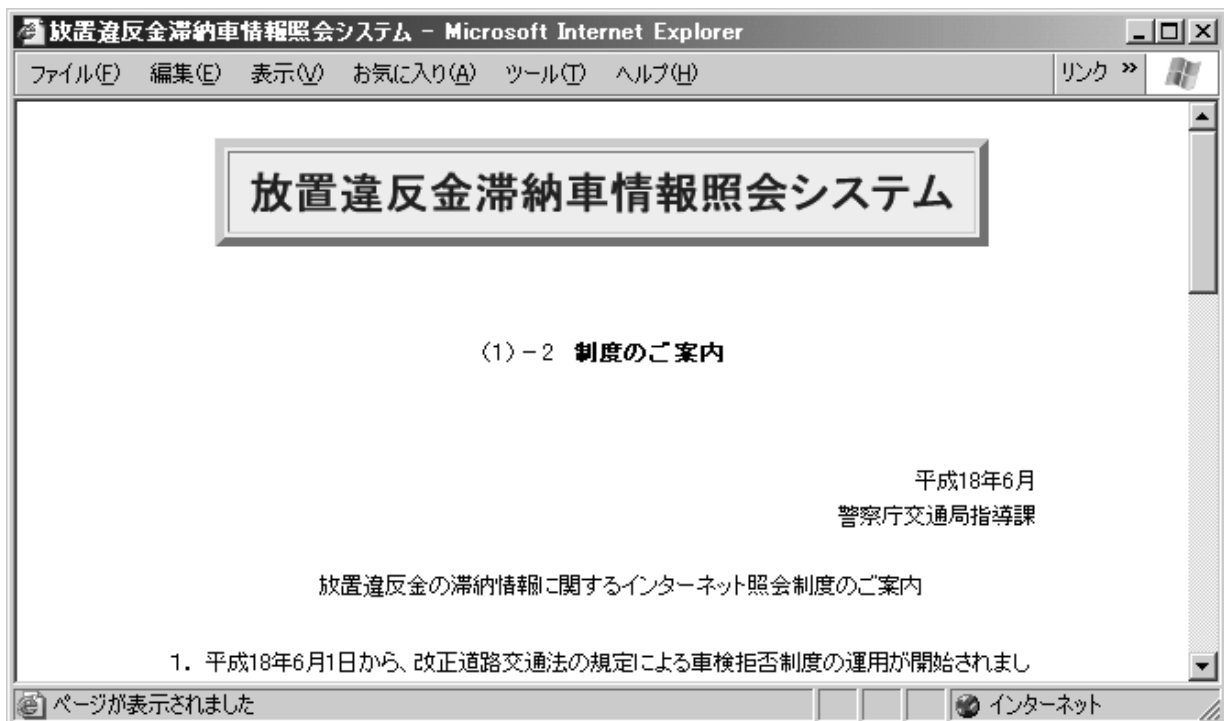 放置違反金滞納車情報照会システム - Microsoft Internet Explorer
ファイル(F) 編集(E) 表示(V) お気に入り(A) ツール(T) ヘルプ(H) リンク »
放置違反金滞納車情報照会システム
(1)-2 制度のご案内
平成18年6月
警察庁交通局指導課
放置違反金の滞納情報に関するインターネット照会制度のご案内
1. 平成18年6月1日から、改正道路交通法の規定による車検拒否制度の運用が開始されまし
ページが表示されました インターネット